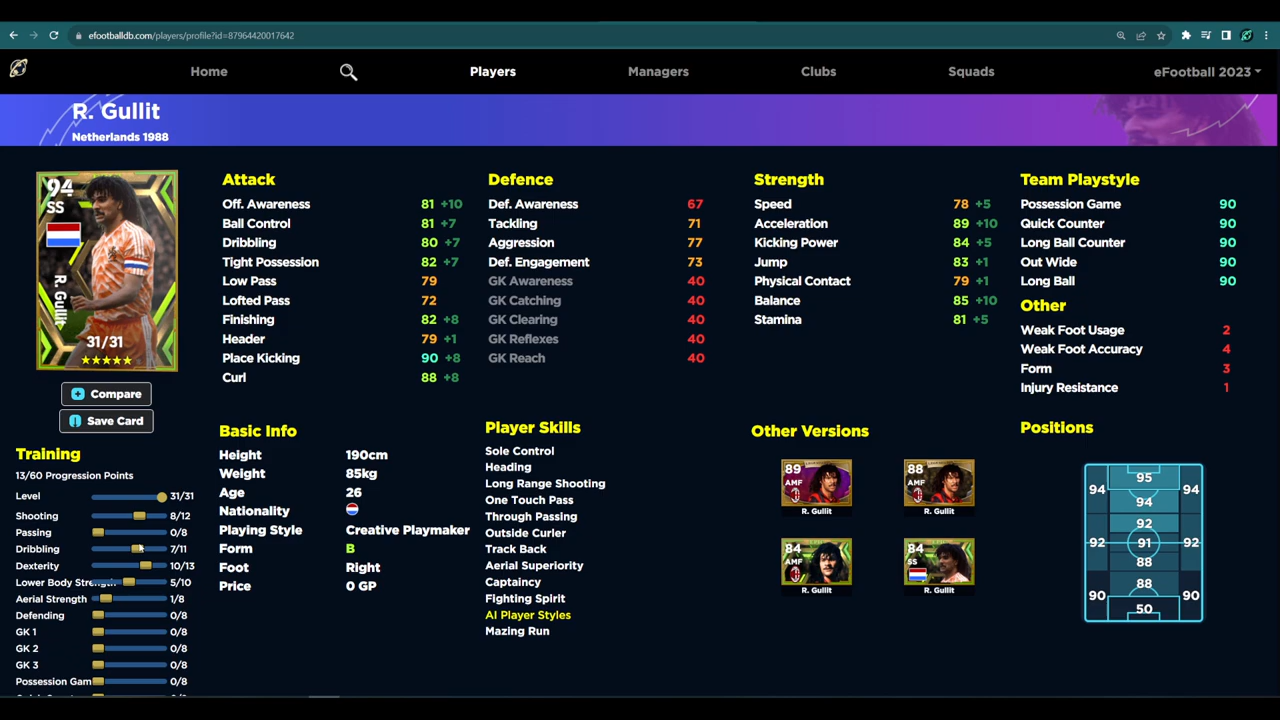 efootballdb.com/players/profile?id=87964420017642
Home
Players
Managers
Clubs
Squads
eFootball 2023
R. Gullit
Netherlands 1988
94
SS
R. Gullit
31/31
Compare
Save Card
Training
13/60 Progression Points
Level 31/31
Shooting 8/12
Passing 0/8
Dribbling 7/11
Dexterity 10/13
Lower Body Strength 5/10
Aerial Strength 1/8
Defending 0/8
GK 1 0/8
GK 2 0/8
GK 3 0/8
Possession Gam 0/8
Attack
Off. Awareness 81 +10
Ball Control 81 +7
Dribbling 80 +7
Tight Possession 82 +7
Low Pass 79
Lofted Pass 72
Finishing 82 +8
Header 79 +1
Place Kicking 90 +8
Curl 88 +8
Defence
Def. Awareness 67
Tackling 71
Aggression 77
Def. Engagement 73
GK Awareness 40
GK Catching 40
GK Clearing 40
GK Reflexes 40
GK Reach 40
Strength
Speed 78 +5
Acceleration 89 +10
Kicking Power 84 +5
Jump 83 +1
Physical Contact 79 +1
Balance 85 +10
Stamina 81 +5
Team Playstyle
Possession Game 90
Quick Counter 90
Long Ball Counter 90
Out Wide 90
Long Ball 90
Other
Weak Foot Usage 2
Weak Foot Accuracy 4
Form 3
Injury Resistance 1
Basic Info
Height 190cm
Weight 85kg
Age 26
Nationality
Playing Style Creative Playmaker
Form B
Foot Right
Price 0 GP
Player Skills
Sole Control
Heading
Long Range Shooting
One Touch Pass
Through Passing
Outside Curler
Track Back
Aerial Superiority
Captaincy
Fighting Spirit
AI Player Styles
Mazing Run
Other Versions
89
AMF
R. Gullit
88
AMF
R. Gullit
84
AMF
R. Gullit
84
SS
R. Gullit
Positions
95
94 94
94
92
92 91 92
88
88
90 90
50